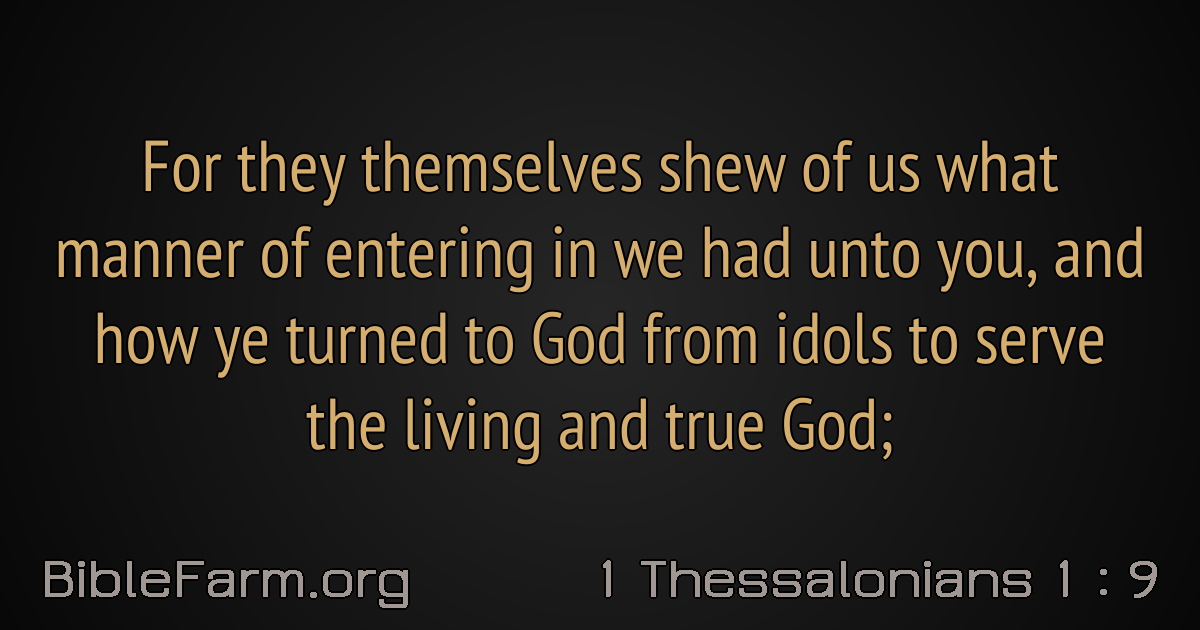 For they themselves shew of us what
manner of entering in we had unto you, and
how ye turned to God from idols to serve
the living and true God;
BibleFarm.org
1 Thessalonians 1 : 9